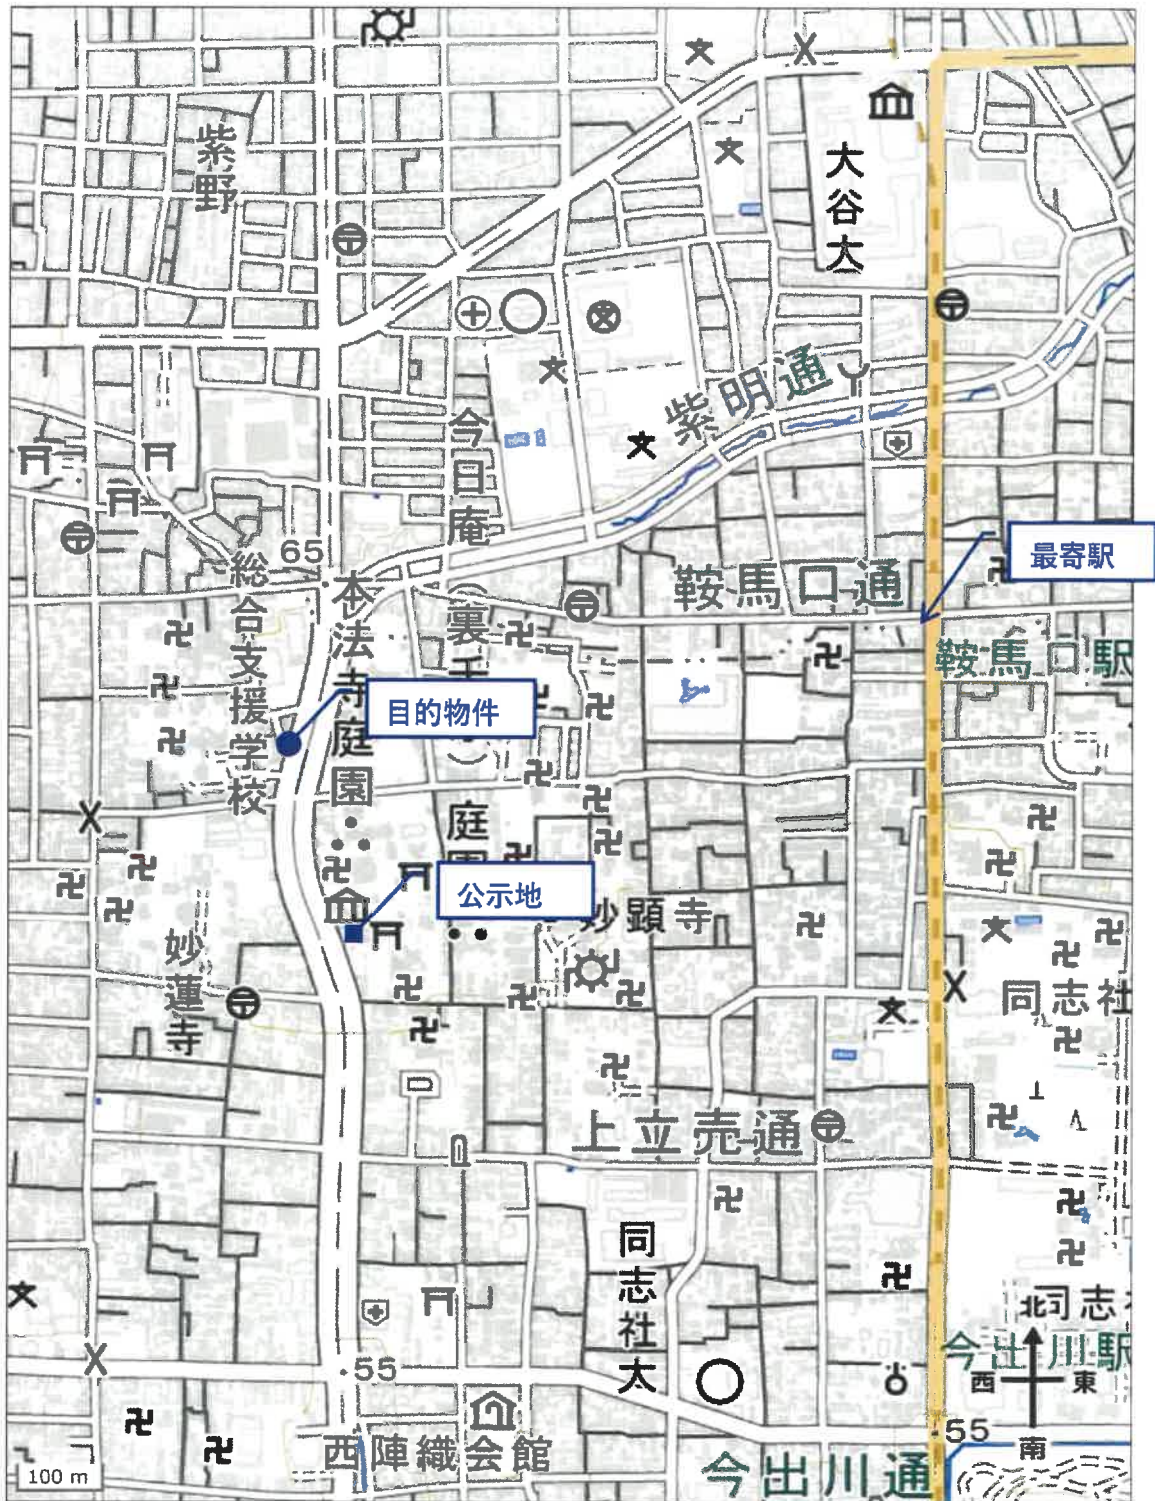 紫野
大谷大
紫明通
今日庵
65
総合支援学校
本法寺庭園
最寄駅
鞍馬口通
鞍馬口駅
目的物件
庭園
公示地
妙顕寺
妙蓮寺
同志社
上立売通
同志社大
北
同志
今出川駅
西
東
55
西陣織会館
今出川通
55
南
100 m